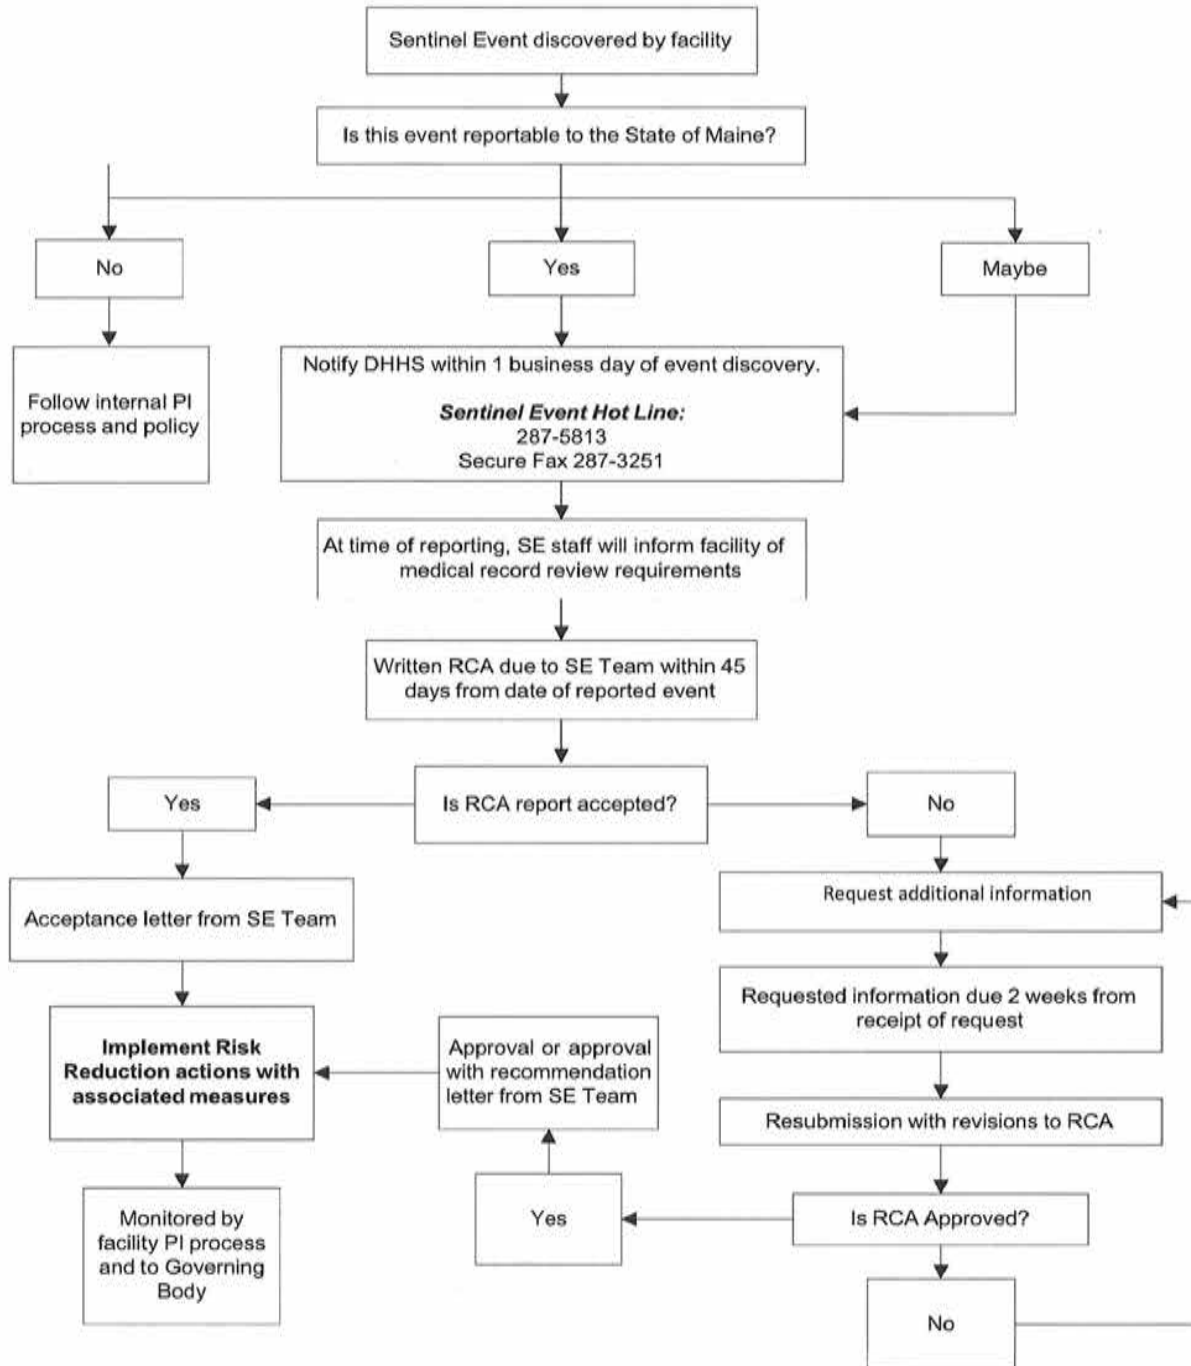 Sentinel Event discovered by facility
Is this event reportable to the State of Maine?
No
Yes
Maybe
Follow internal PI
process and policy
Notify DHHS within 1 business day of event discovery.
Sentinel Event Hot Line:
287-5813
Secure Fax 287-3251
At time of reporting, SE staff will inform facility of
medical record review requirements
Written RCA due to SE Team within 45
days from date of reported event
Yes
Is RCA report accepted?
No
Acceptance letter from SE Team
Request additional information
Requested information due 2 weeks from
receipt of request
Implement Risk
Reduction actions with
associated measures
Approval or approval
with recommendation
letter from SE Team
Resubmission with revisions to RCA
Monitored by
facility PI process
and to Governing
Body
Yes
Is RCA Approved?
No